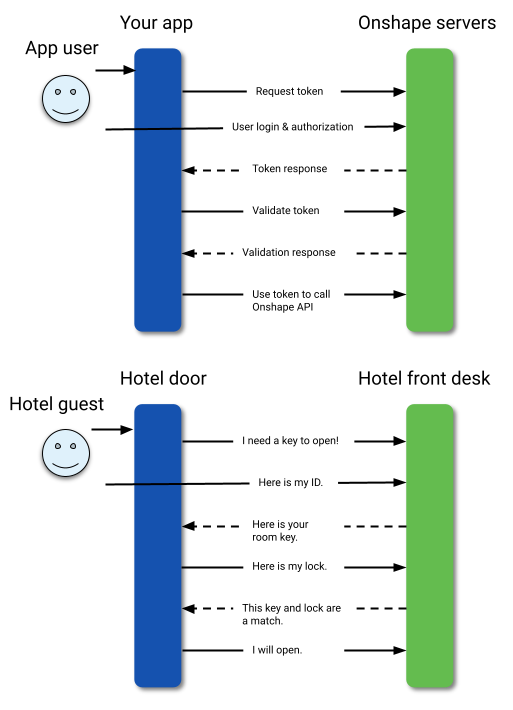 Your app
Onshape servers
App user
Request token
User login & authorization
Token response
Validate token
Validation response
Use token to call
Onshape API
Hotel door
Hotel front desk
Hotel guest
I need a key to open!
Here is my ID.
Here is your
room key.
Here is my lock.
This key and lock are
a match.
I will open.